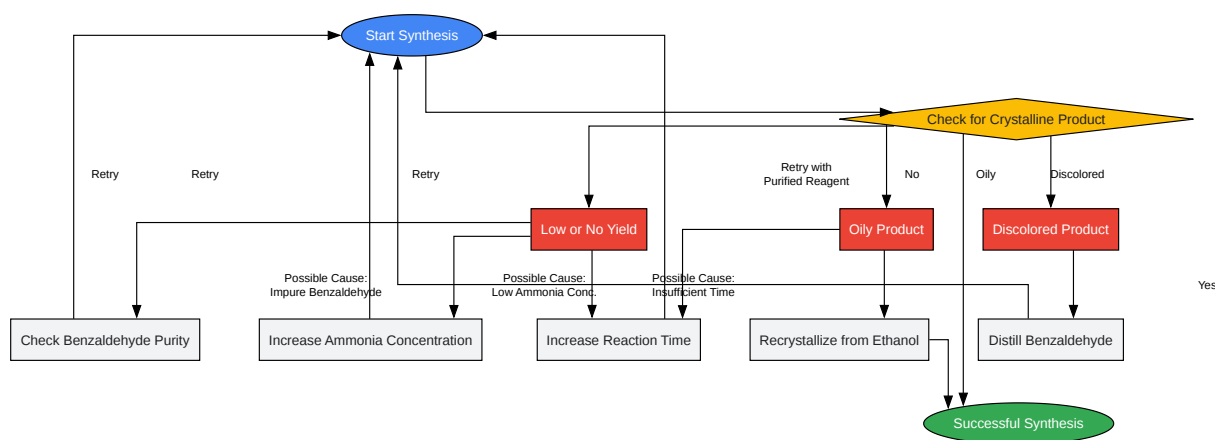 Start Synthesis
Check for Crystalline Product
Retry
Retry
Retry
Retry with
Purified Reagent
No
Oily
Discolored
Low or No Yield
Oily Product
Discolored Product
Possible Cause:
Impure Benzaldehyde
Possible Cause:
Low Ammonia Conc.
Possible Cause:
Insufficient Time
Yes
Check Benzaldehyde Purity
Increase Ammonia Concentration
Increase Reaction Time
Recrystallize from Ethanol
Distill Benzaldehyde
Successful Synthesis